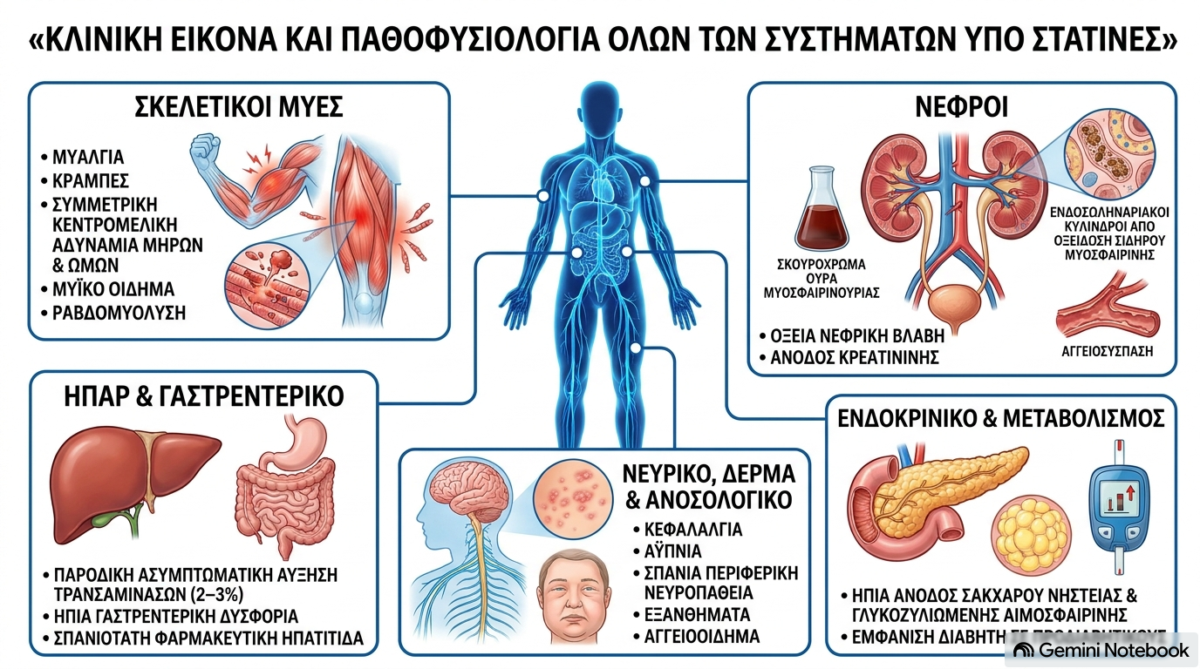 «ΚΛΙΝΙΚΗ ΕΙΚΟΝΑ ΚΑΙ ΠΑΘΟΦΥΣΙΟΛΟΓΙΑ ΟΛΩΝ ΤΩΝ ΣΥΣΤΗΜΑΤΩΝ ΥΠΟ ΣΤΑΤΙΝΕΣ»
ΣΚΕΛΕΤΙΚΟΙ ΜΥΕΣ
• ΜΥΑΛΓΙΑ
• ΚΡΑΜΠΕΣ
• ΣΥΜΜΕΤΡΙΚΗ
ΚΕΝΤΡΟΜΕΛΙΚΗ
ΑΔΥΝΑΜΙΑ ΜΗΡΩΝ
& ΩΜΩΝ
• ΜΥΪΚΟ ΟΙΔΗΜΑ
• ΡΑΒΔΟΜΥΟΛΥΣΗ
ΝΕΦΡΟΙ
ΣΚΟΥΡΟΧΡΩΜΑ
ΟΥΡΑ
ΜΥΟΣΦΑΙΡΙΝΟΥΡΙΑΣ
ΕΝΔΟΣΩΛΗΝΑΡΙΑΚΟΙ
ΚΥΛΙΝΔΡΟΙ ΑΠΟ
ΟΞΕΙΔΟΣΗ ΣΙΔΗΡΟΥ
ΜΥΟΣΦΑΙΡΙΝΗΣ
ΑΓΓΕΙΟΣΥΣΠΑΣΗ
• ΟΞΕΙΑ ΝΕΦΡΙΚΗ ΒΛΑΒΗ
• ΑΝΟΔΟΣ ΚΡΕΑΤΙΝΙΝΗΣ
ΗΠΑΡ & ΓΑΣΤΡΕΝΤΕΡΙΚΟ
• ΠΑΡΟΔΙΚΗ ΑΣΥΜΠΤΩΜΑΤΙΚΗ ΑΥΞΗΣΗ
ΤΡΑΝΣΑΜΙΝΑΣΩΝ (2–3%)
• ΗΠΙΑ ΓΑΣΤΡΕΝΤΕΡΙΚΗ ΔΥΣΦΟΡΙΑ
• ΣΠΑΝΙΟΤΑΤΗ ΦΑΡΜΑΚΕΥΤΙΚΗ ΗΠΑΤΙΤΙΔΑ
ΝΕΥΡΙΚΟ, ΔΕΡΜΑ
& ΑΝΟΣΟΛΟΓΙΚΟ
• ΚΕΦΑΛΑΛΓΙΑ
• ΑΫΠΝΙΑ
• ΣΠΑΝΙΑ ΠΕΡΙΦΕΡΙΚΗ
ΝΕΥΡΟΠΑΘΕΙΑ
• ΕΞΑΝΘΗΜΑΤΑ
• ΑΓΓΕΙΟΟΙΔΗΜΑ
ΕΝΔΟΚΡΙΝΙΚΟ & ΜΕΤΑΒΟΛΙΣΜΟΣ
• ΗΠΙΑ ΑΝΟΔΟΣ ΣΑΚΧΑΡΟΥ ΝΗΣΤΕΙΑΣ &
ΓΛΥΚΟΖΥΛΙΩΜΕΝΗΣ ΑΙΜΟΣΦΑΙΡΙΝΗΣ
• ΕΜΦΑΝΙΣΗ ΔΙΑΒΗΤΗ
Gemini Notebook